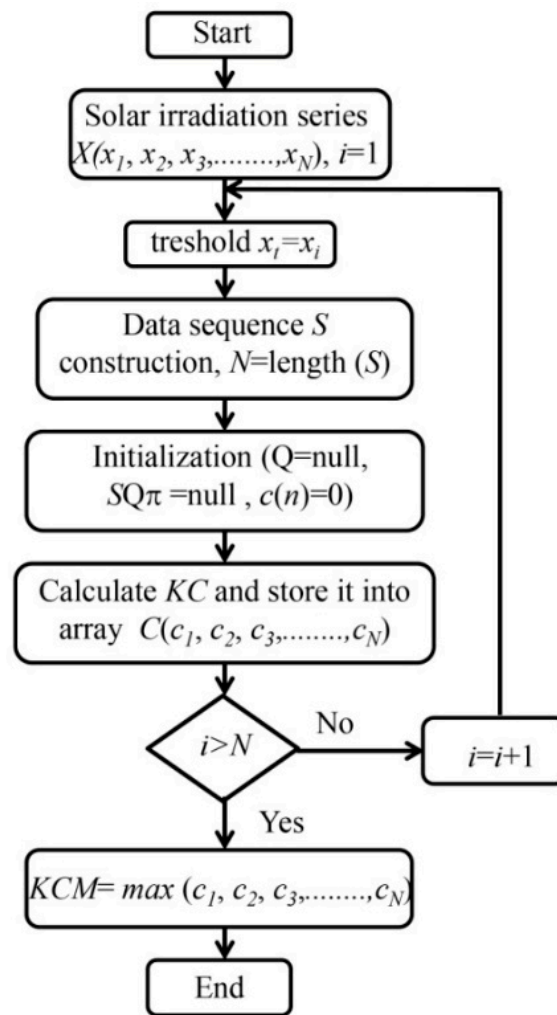 Start
Solar irradiation series
X(x1, x2, x3,........,xN), i=1
treshold xt=xi
Data sequence S
construction, N=length (S)
Initialization (Q=null,
SQπ =null , c(n)=0)
Calculate KC and store it into
array C(c1, c2, c3,........,cN)
i>N
No
i=i+1
Yes
KCM= max (c1, c2, c3,........,cN)
End